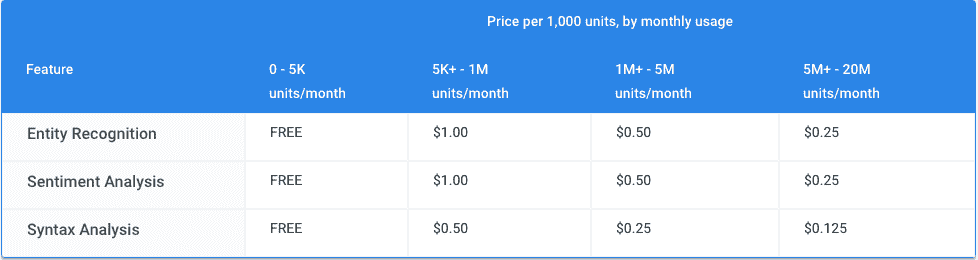 Price per 1,000 units, by monthly usage
Feature 0 - 5K 5K+ - 1M 1M+ - 5M 5M+ - 20M
units/month units/month units/month units/month
Entity Recognition FREE $1.00 $0.50 $0.25
Sentiment Analysis FREE $1.00 $0.50 $0.25
Syntax Analysis FREE $0.50 $0.25 $0.125